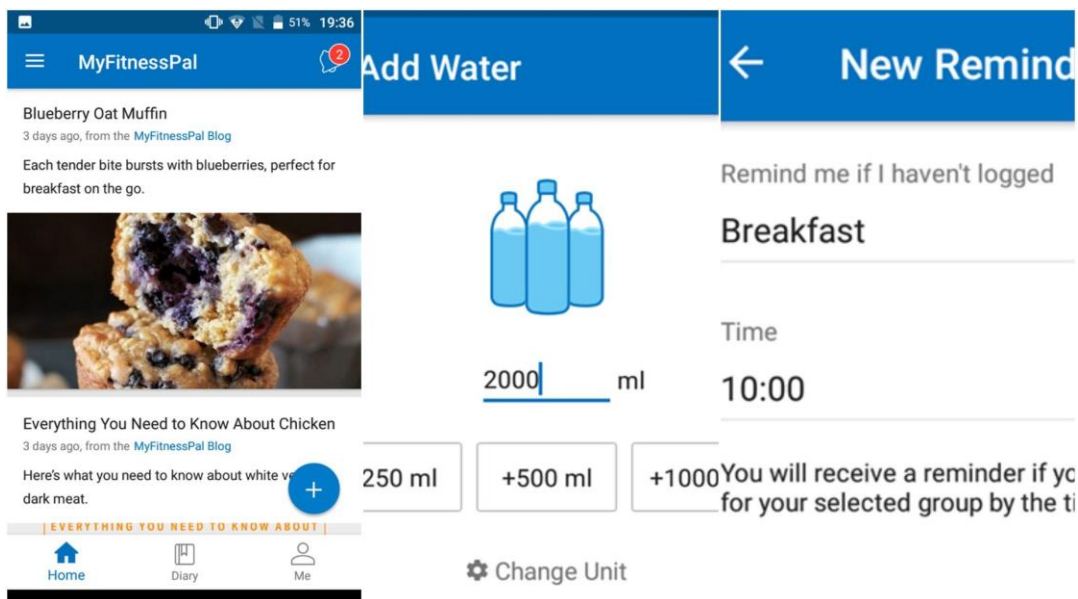 51% 19:36
MyFitnessPal
2
Blueberry Oat Muffin
3 days ago, from the MyFitnessPal Blog
Each tender bite bursts with blueberries, perfect for
breakfast on the go.
Everything You Need to Know About Chicken
3 days ago, from the MyFitnessPal Blog
Here's what you need to know about white
dark meat.
+
| EVERYTHING YOU NEED TO KNOW ABOUT |
Home
Diary
Me
Add Water
2000 ml
250 ml
+500 ml
+1000
Change Unit
New Remind
Remind me if I haven't logged
Breakfast
Time
10:00
You will receive a reminder if yo
for your selected group by the ti